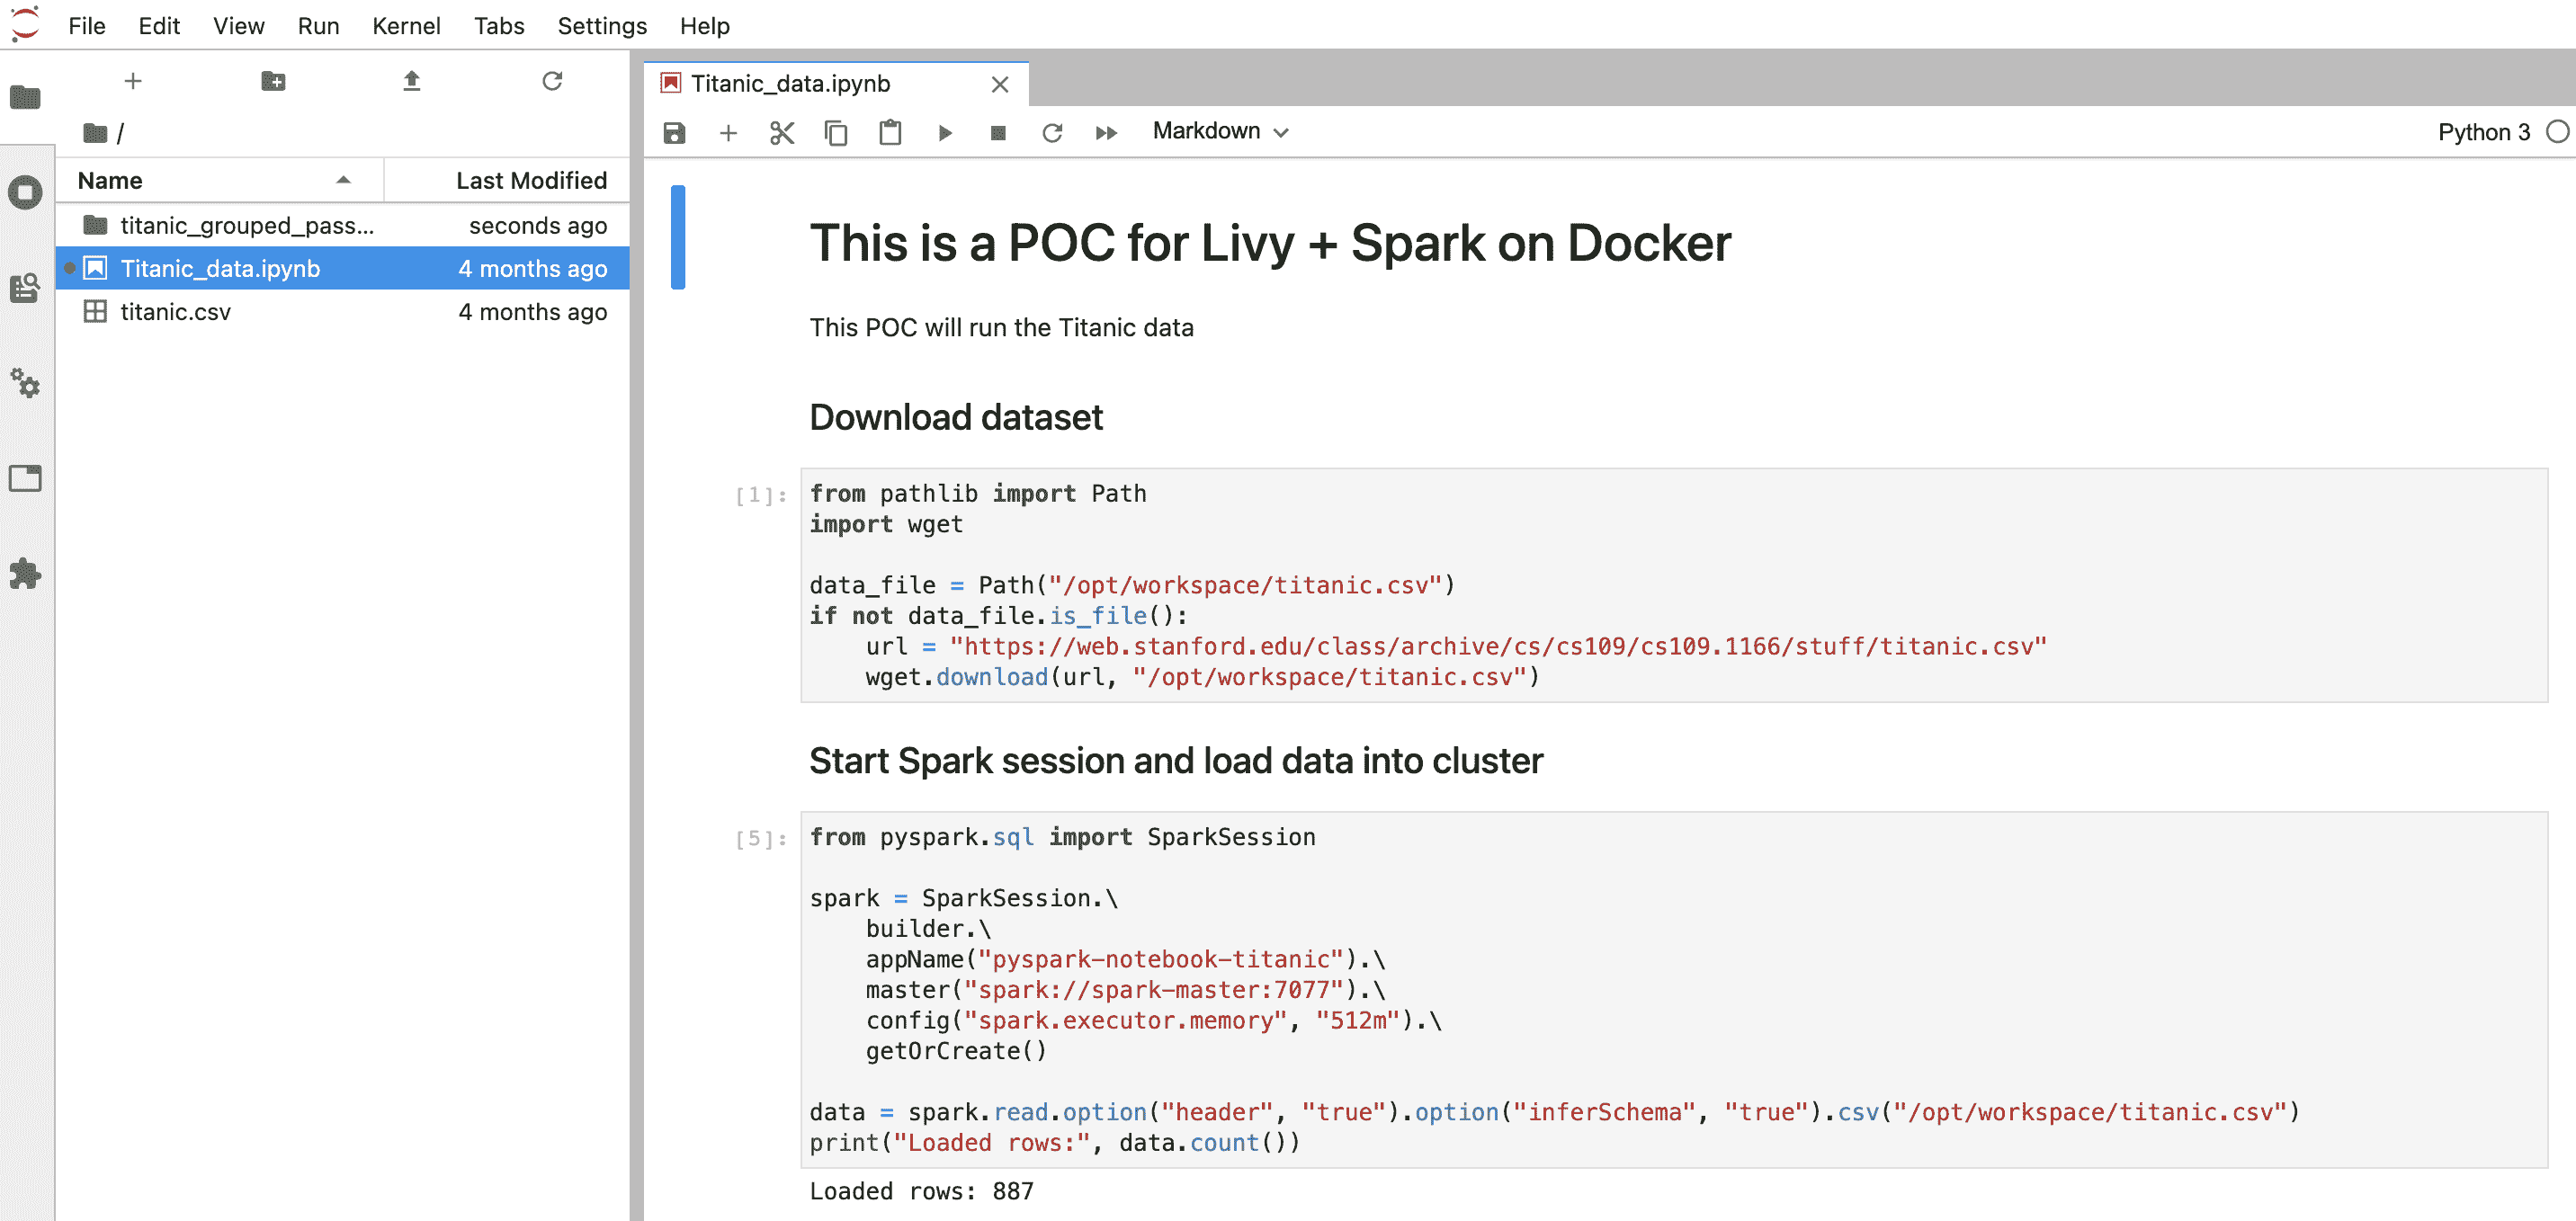 File Edit View Run Kernel Tabs Settings Help
/
Name Last Modified
titanic_grouped_pass... seconds ago
Titanic_data.ipynb 4 months ago
titanic.csv 4 months ago
Titanic_data.ipynb
Markdown Python 3
This is a POC for Livy + Spark on Docker
This POC will run the Titanic data
Download dataset
[1]: from pathlib import Path
import wget
data_file = Path("/opt/workspace/titanic.csv")
if not data_file.is_file():
    url = "https://web.stanford.edu/class/archive/cs/cs109/cs109.1166/stuff/titanic.csv"
    wget.download(url, "/opt/workspace/titanic.csv")
Start Spark session and load data into cluster
[5]: from pyspark.sql import SparkSession
spark = SparkSession.\
    builder.\
    appName("pyspark-notebook-titanic").\
    master("spark://spark-master:7077").\
    config("spark.executor.memory", "512m").\
    getOrCreate()
data = spark.read.option("header", "true").option("inferSchema", "true").csv("/opt/workspace/titanic.csv")
print("Loaded rows:", data.count())
Loaded rows: 887